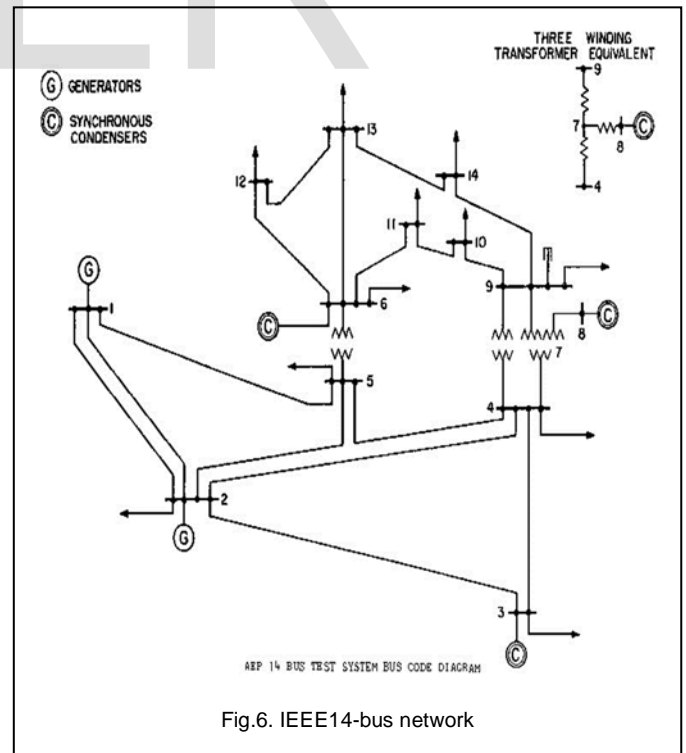 ER
THREE WINDING
TRANSFORMER EQUIVALENT
G GENERATORS
C SYNCHRONOUS
CONDENSERS
9
7
C
8
4
13
12
14
11
10
9
6
C
8
C
7
G
1
5
4
2
G
3
C
AEP 14 BUS TEST SYSTEM BUS CODE DIAGRAM
Fig.6. IEEE14-bus network